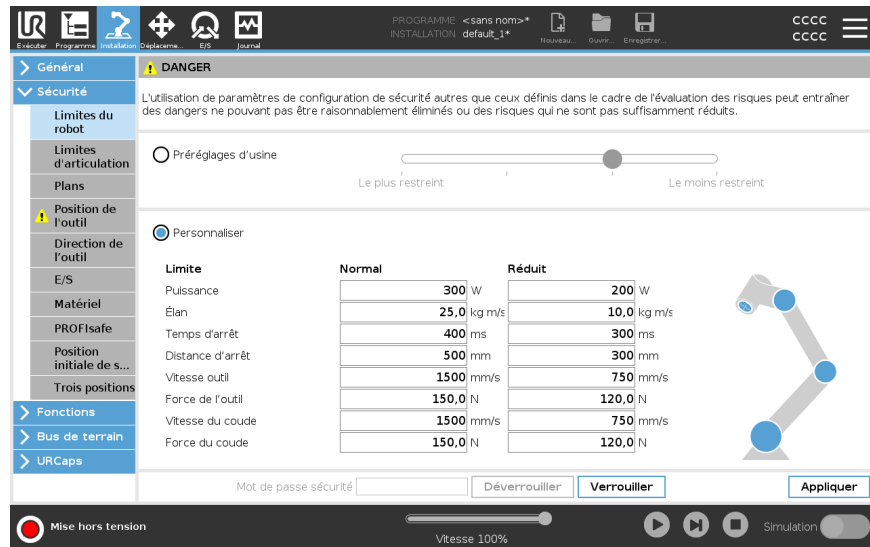 PROGRAMME <sans nom>*
INSTALLATION default_1*
Exécuter Programme Installation Déplaceme... E/S Journal
Nouveau... Ouvrir... Enregistrer...
cccc
cccc
Général
Sécurité
Limites du
robot
Limites
d'articulation
Plans
Position de
l'outil
Direction de
l'outil
E/S
Matériel
PROFIsafe
Position
initiale de s...
Trois positions
Fonctions
Bus de terrain
URCaps
DANGER
L'utilisation de paramètres de configuration de sécurité autres que ceux définis dans le cadre de l'évaluation des risques peut entraîner
des dangers ne pouvant pas être raisonnablement éliminés ou des risques qui ne sont pas suffisamment réduits.
Préréglages d'usine
Le plus restreint Le moins restreint
Personnaliser
Limite Normal Réduit
Puissance 300 W 200 W
Élan 25,0 kg m/s 10,0 kg m/s
Temps d'arrêt 400 ms 300 ms
Distance d'arrêt 500 mm 300 mm
Vitesse outil 1500 mm/s 750 mm/s
Force de l'outil 150,0 N 120,0 N
Vitesse du coude 1500 mm/s 750 mm/s
Force du coude 150,0 N 120,0 N
Mot de passe sécurité Déverrouiller Verrouiller Appliquer
Mise hors tension Vitesse 100% Simulation